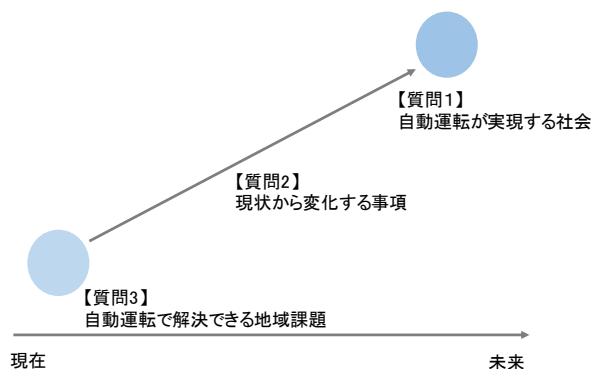 【質問1】
自動運転が実現する社会
【質問2】
現状から変化する事項
【質問3】
自動運転で解決できる地域課題
現在
未来